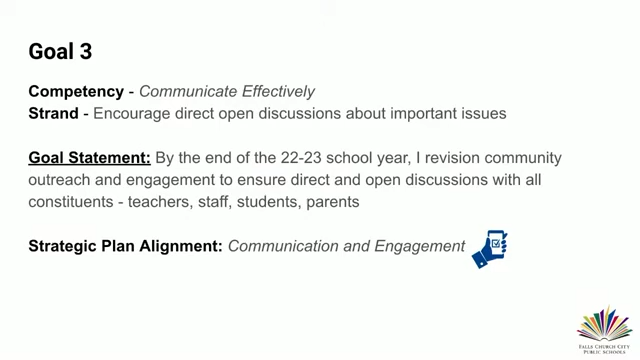 Goal 3
Competency - Communicate Effectively
Strand - Encourage direct open discussions about important issues
Goal Statement: By the end of the 22-23 school year, I revision community
outreach and engagement to ensure direct and open discussions with all
constituents - teachers, staff, students, parents
Strategic Plan Alignment: Communication and Engagement
FALLS CHURCH CITY
PUBLIC SCHOOLS